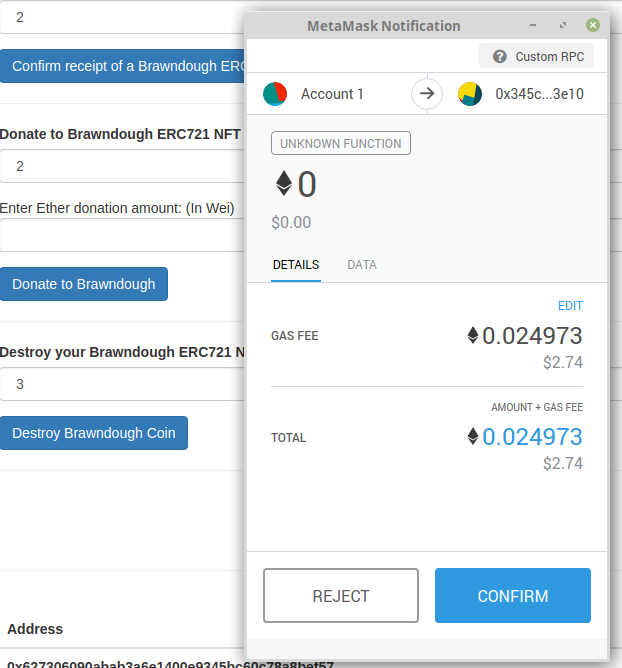 2
Confirm receipt of a Brawndough ERC
Donate to Brawndough ERC721 NFT
2
Enter Ether donation amount: (In Wei)
Donate to Brawndough
Destroy your Brawndough ERC721 N
3
Destroy Brawndough Coin
Address
0x627306090abab3a6e1400e9345bc60c78a8bef57
MetaMask Notification
? Custom RPC
Account 1
0x345c...3e10
UNKNOWN FUNCTION
0
$0.00
DETAILS DATA
EDIT
GAS FEE 0.024973
$2.74
AMOUNT + GAS FEE
TOTAL 0.024973
$2.74
REJECT CONFIRM